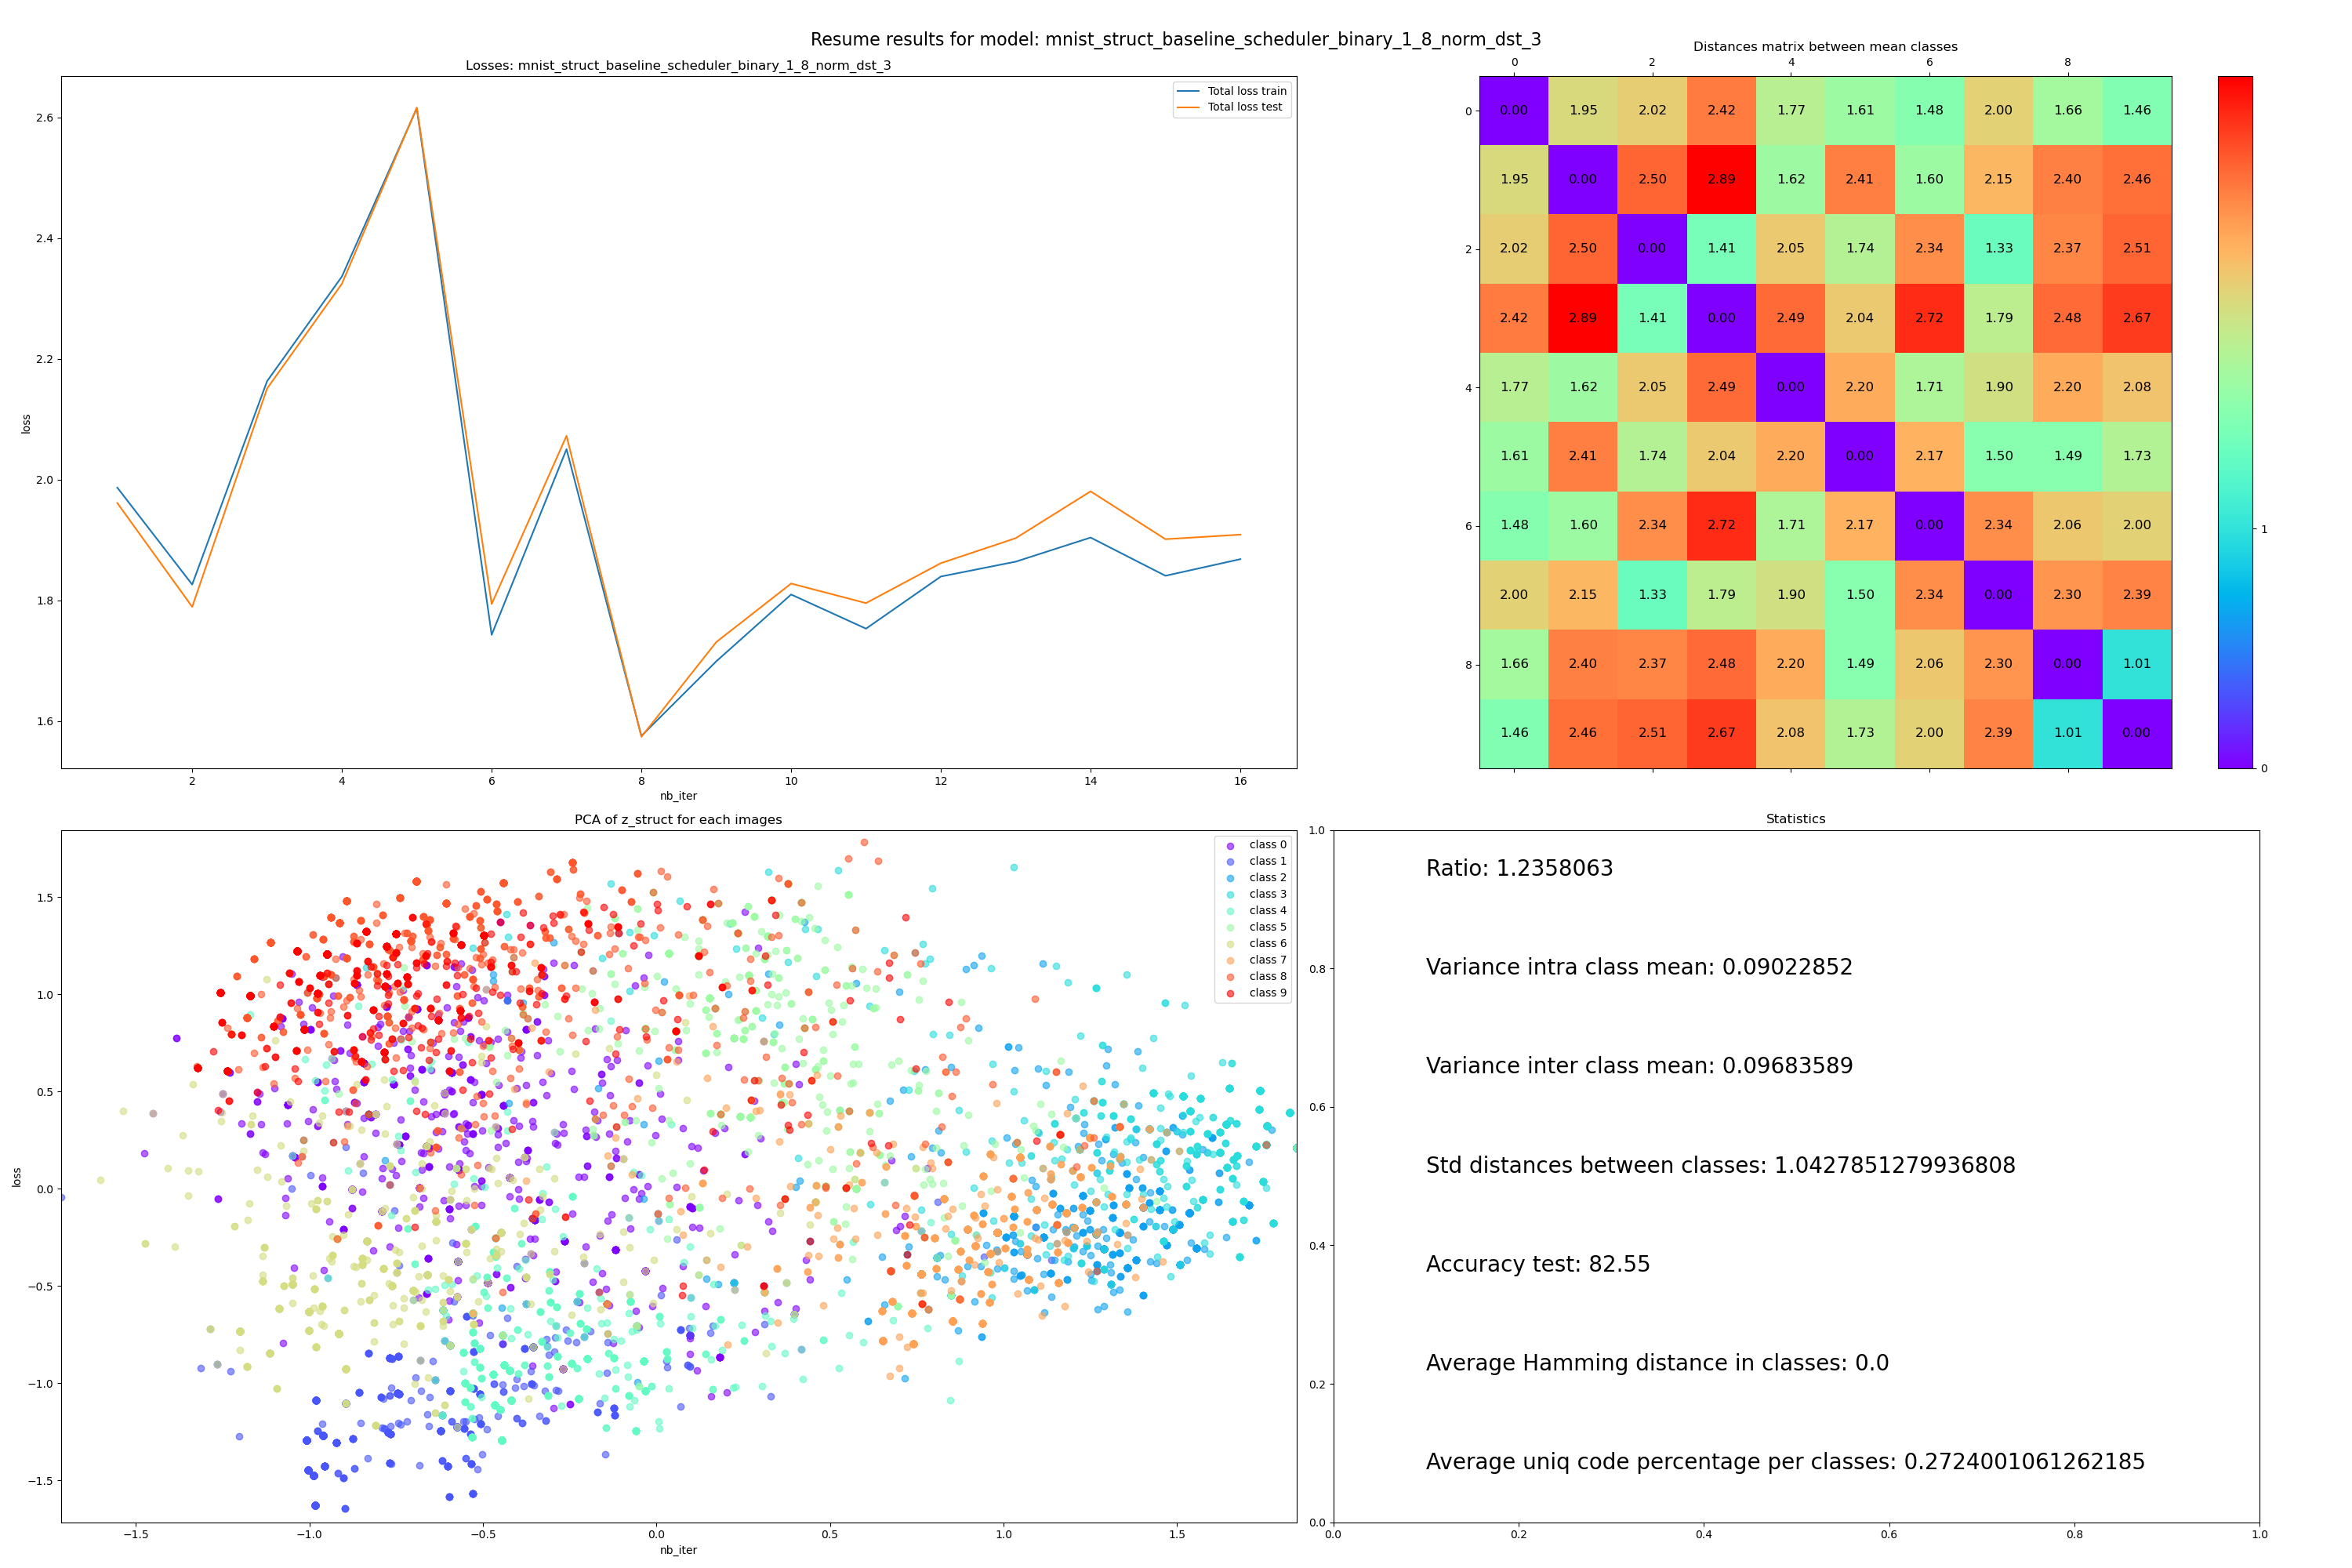 Resume results for model: mnist_struct_baseline_scheduler_binary_1_8_norm_dst_3
Losses: mnist_struct_baseline_scheduler_binary_1_8_norm_dst_3
Total loss train
Total loss test
2.6
2.4
2.2
2.0
1.8
1.6
loss
2 4 6 8 10 12 14 16
nb_iter
Distances matrix between mean classes
0 2 4 6 8
0 0.00 1.95 2.02 2.42 1.77 1.61 1.48 2.00 1.66 1.46
1.95 0.00 2.50 2.89 1.62 2.41 1.60 2.15 2.40 2.46
2 2.02 2.50 0.00 1.41 2.05 1.74 2.34 1.33 2.37 2.51
2.42 2.89 1.41 0.00 2.49 2.04 2.72 1.79 2.48 2.67
4 1.77 1.62 2.05 2.49 0.00 2.20 1.71 1.90 2.20 2.08
1.61 2.41 1.74 2.04 2.20 0.00 2.17 1.50 1.49 1.73
6 1.48 1.60 2.34 2.72 1.71 2.17 0.00 2.34 2.06 2.00
2.00 2.15 1.33 1.79 1.90 1.50 2.34 0.00 2.30 2.39
8 1.66 2.40 2.37 2.48 2.20 1.49 2.06 2.30 0.00 1.01
1.46 2.46 2.51 2.67 2.08 1.73 2.00 2.39 1.01 0.00
1
0
PCA of z_struct for each images
class 0
class 1
class 2
class 3
class 4
class 5
class 6
class 7
class 8
class 9
1.5
1.0
0.5
0.0
−0.5
−1.0
−1.5
loss
−1.5 −1.0 −0.5 0.0 0.5 1.0 1.5
nb_iter
Statistics
1.0
0.8
0.6
0.4
0.2
0.0
Ratio: 1.2358063
Variance intra class mean: 0.09022852
Variance inter class mean: 0.09683589
Std distances between classes: 1.0427851279936808
Accuracy test: 82.55
Average Hamming distance in classes: 0.0
Average uniq code percentage per classes: 0.2724001061262185
0.0 0.2 0.4 0.6 0.8 1.0